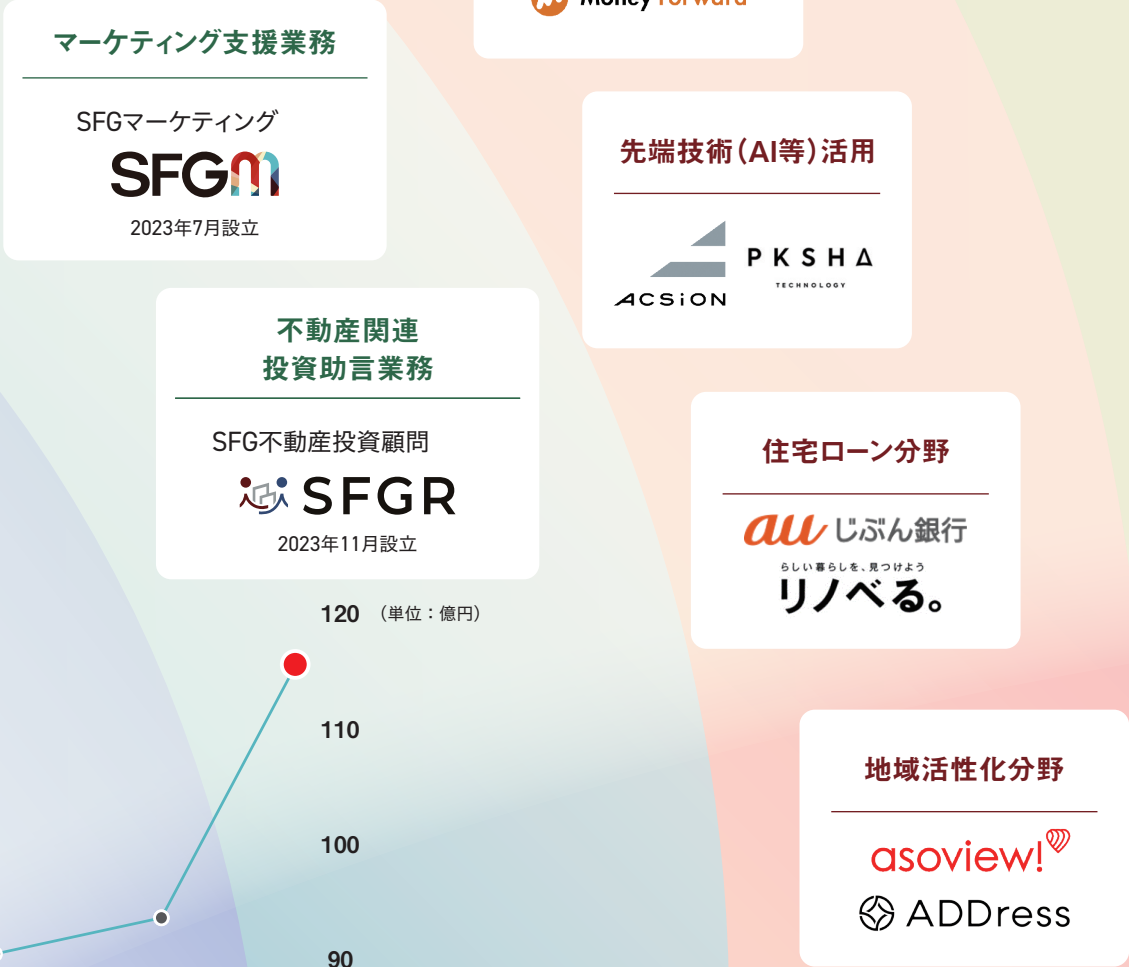 Money Forward
マーケティング支援業務
SFGマーケティング
SFGM
2023年7月設立
先端技術（AI等）活用
ACSiON
PKSHA
TECHNOLOGY
不動産関連
投資助言業務
SFG不動産投資顧問
SFGR
2023年11月設立
住宅ローン分野
au じぶん銀行
らしい暮らしを、見つけよう
リノベる。
120 （単位：億円）
110
100
90
地域活性化分野
asoview!
ADDress